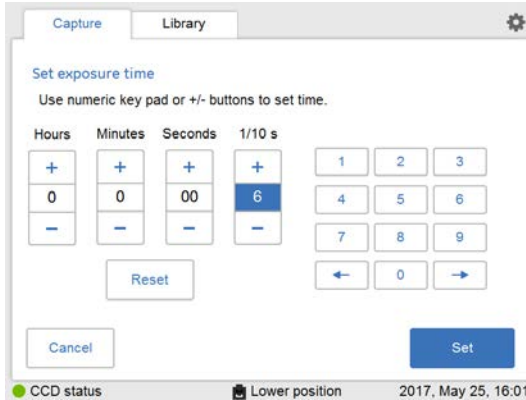 Capture Library
Set exposure time
Use numeric key pad or +/- buttons to set time.
Hours Minutes Seconds 1/10 s
+ + + +
0 0 00 6
− − − −
1 2 3
4 5 6
7 8 9
← 0 →
Reset
Cancel Set
CCD status Lower position 2017, May 25, 16:01